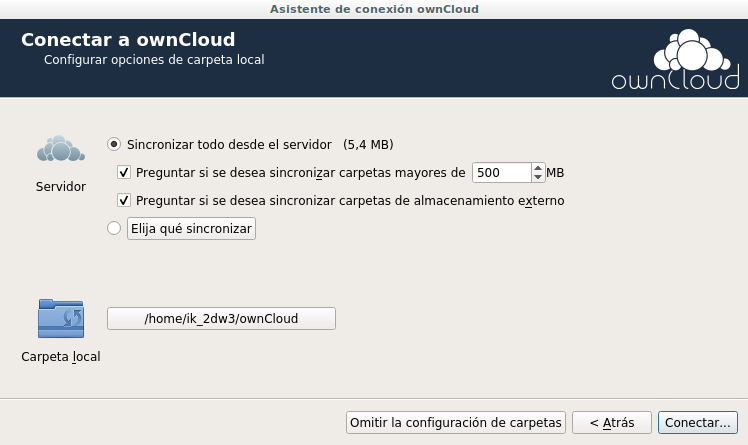 Asistente de conexión ownCloud
Conectar a ownCloud
Configurar opciones de carpeta local
ownCloud
Sincronizar todo desde el servidor (5,4 MB)
Preguntar si se desea sincronizar carpetas mayores de 500 MB
Servidor
Preguntar si se desea sincronizar carpetas de almacenamiento externo
Elija qué sincronizar
/home/ik_2dw3/ownCloud
Carpeta local
Omitir la configuración de carpetas < Atrás Conectar...